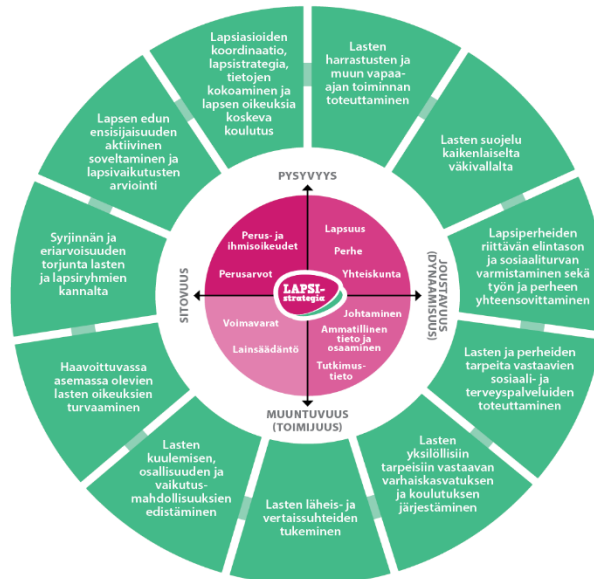 Lapsiasioiden
koordinaatio,
lapsistrategia,
tietojen
kokoaminen ja
lapsen oikeuksia
koskeva
koulutus
Lasten
harrastusten ja
muun vapaa-
ajan toiminnan
toteuttaminen
Lasten suojelu
kaikenlaiselta
väkivallalta
Lapsiperheiden
riittävän elintason
ja sosiaaliturvan
varmistaminen sekä
työn ja perheen
yhteensovittaminen
Lasten ja perheiden
tarpeita vastaavien
sosiaali- ja
terveyspalveluiden
toteuttaminen
Lasten
yksilöllisiin
tarpeisiin vastaavan
varhaiskasvatuksen
ja koulutuksen
järjestäminen
Lasten läheis- ja
vertaissuhteiden
tukeminen
Lasten
kuulemisen,
osallisuuden ja
vaikutus-
mahdollisuuksien
edistäminen
Haavoittuvassa
asemassa olevien
lasten oikeuksien
turvaaminen
Syrjinnän ja
eriarvoisuuden
torjunta lasten
ja lapsiryhmien
kannalta
Lapsen edun
ensisijaisuuden
aktiivinen
soveltaminen ja
lapsivaikutusten
arviointi
PYSYVYYS
JOUSTAVUUS
(DYNAAMISUUS)
MUUNTUVUUS
(TOIMIJUUS)
SITOVUUS
Perus- ja
ihmisoikeudet
Perusarvot
Lapsuus
Perhe
Yhteiskunta
LAPSI-
strategia
Voimavarat
Lainsäädäntö
Johtaminen
Ammatillinen
tieto ja
osaaminen
Tutkimus-
tieto